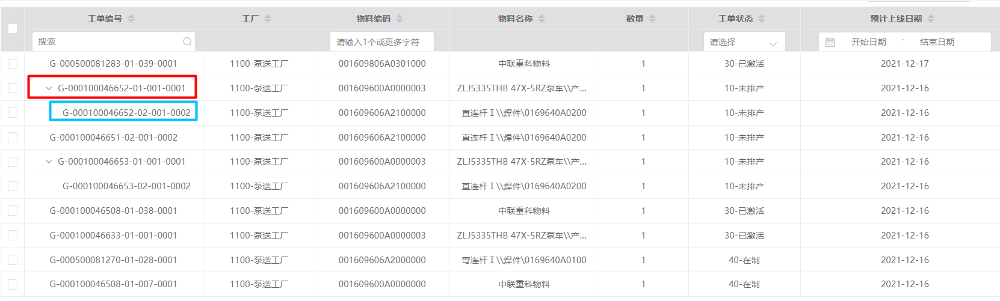 工单编号 工厂 物料编码 物料名称 数量 工单状态 预计上线日期
搜索 请输入1个或更多字符 请选择 开始日期 - 结束日期
G-000500081283-01-039-0001 1100-泵送工厂 001609806A0301000 中联重科物料 1 30-已激活 2021-12-17
G-000100046652-01-001-0001 1100-泵送工厂 001609600A0000003 ZLJ5335THB 47X-5RZ泵车\\产... 1 10-未排产 2021-12-16
G-000100046652-02-001-0002 1100-泵送工厂 001609606A2100000 直连杆Ⅰ\\焊件\0169640A0200 1 10-未排产 2021-12-16
G-000100046651-02-001-0002 1100-泵送工厂 001609606A2100000 直连杆Ⅰ\\焊件\0169640A0200 1 10-未排产 2021-12-16
G-000100046653-01-001-0001 1100-泵送工厂 001609600A0000003 ZLJ5335THB 47X-5RZ泵车\\产... 1 10-未排产 2021-12-16
G-000100046653-02-001-0002 1100-泵送工厂 001609606A2100000 直连杆Ⅰ\\焊件\0169640A0200 1 10-未排产 2021-12-16
G-000100046508-01-038-0001 1100-泵送工厂 001609600A0000000 中联重科物料 1 30-已激活 2021-12-16
G-000100046633-01-001-0001 1100-泵送工厂 001609600A0000003 ZLJ5335THB 47X-5RZ泵车\\产... 1 30-已激活 2021-12-16
G-000500081270-01-028-0001 1100-泵送工厂 001609606A2000000 弯连杆Ⅰ\\焊件\0169640A0100 1 40-在制 2021-12-16
G-000100046508-01-007-0001 1100-泵送工厂 001609600A0000000 中联重科物料 1 40-在制 2021-12-16